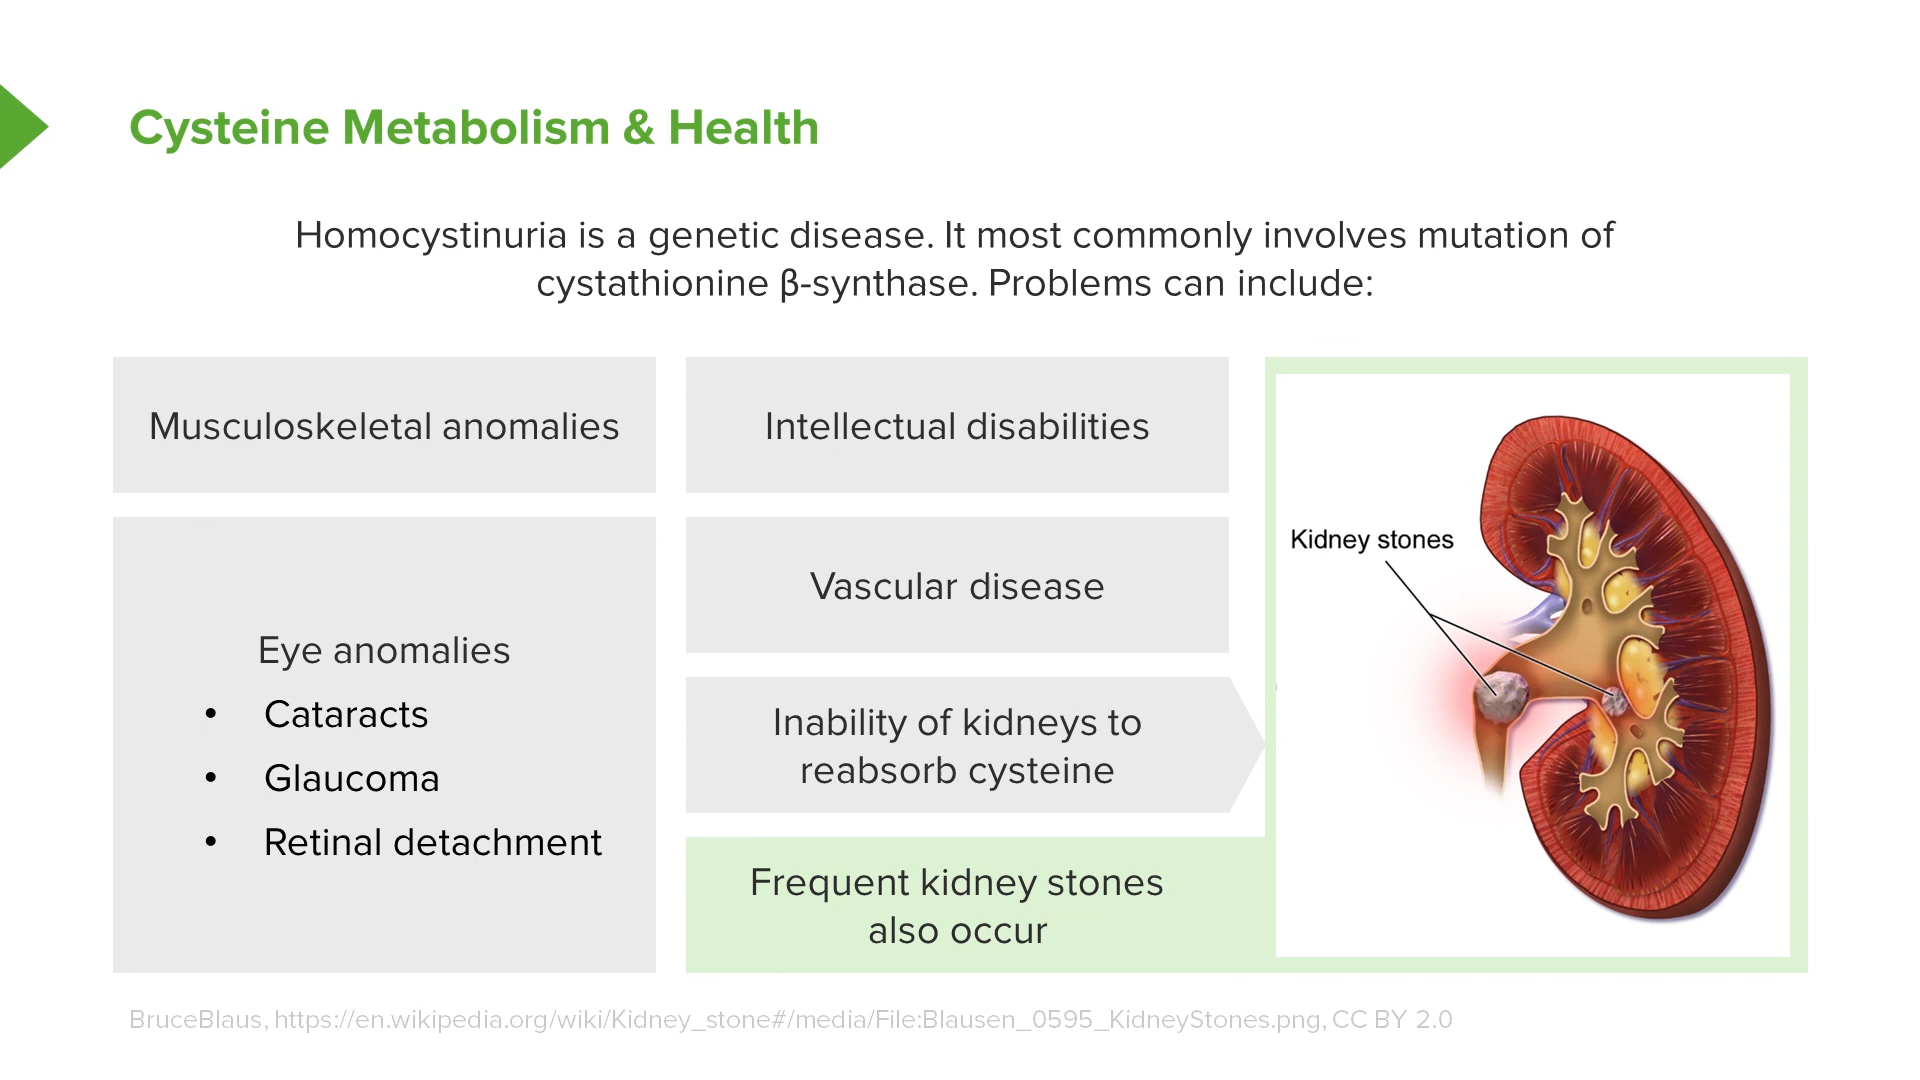 Cysteine Metabolism & Health
Homocystinuria is a genetic disease. It most commonly involves mutation of
cystathionine β-synthase. Problems can include:
Musculoskeletal anomalies
Intellectual disabilities
Eye anomalies
• Cataracts
• Glaucoma
• Retinal detachment
Vascular disease
Inability of kidneys to
reabsorb cysteine
Frequent kidney stones
also occur
Kidney stones
BruceBlaus, https://en.wikipedia.org/wiki/Kidney_stone#/media/File:Blausen_0595_KidneyStones.png, CC BY 2.0